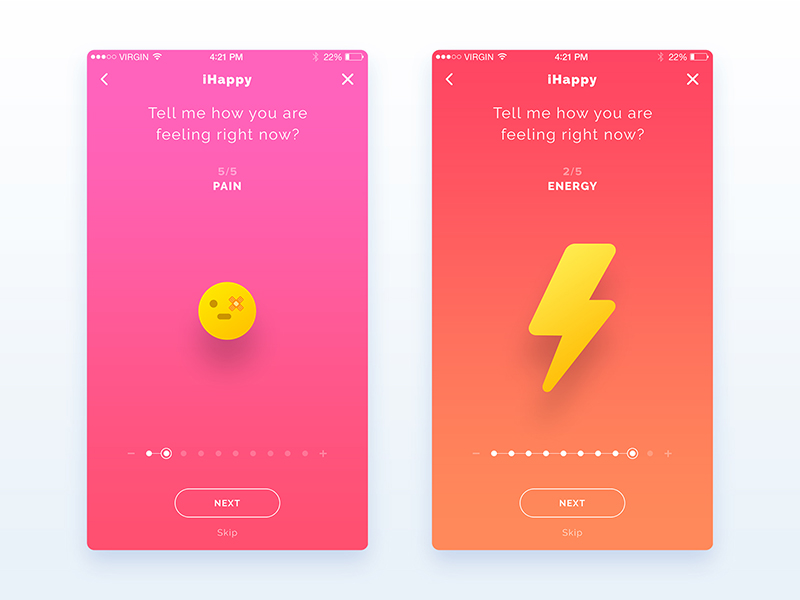 VIRGIN 4:21 PM 22%
iHappy
Tell me how you are
feeling right now?
5/5
PAIN
− +
NEXT
Skip
VIRGIN 4:21 PM 22%
iHappy
Tell me how you are
feeling right now?
2/5
ENERGY
− +
NEXT
Skip